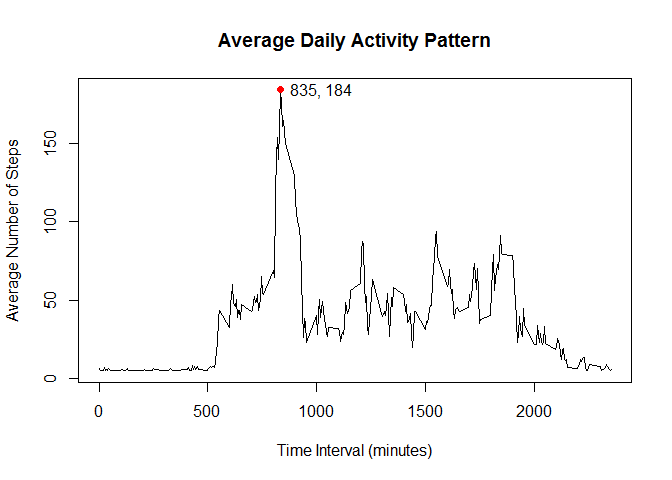 Average Daily Activity Pattern
835, 184
Average Number of Steps
150
100
50
0
0 500 1000 1500 2000
Time Interval (minutes)